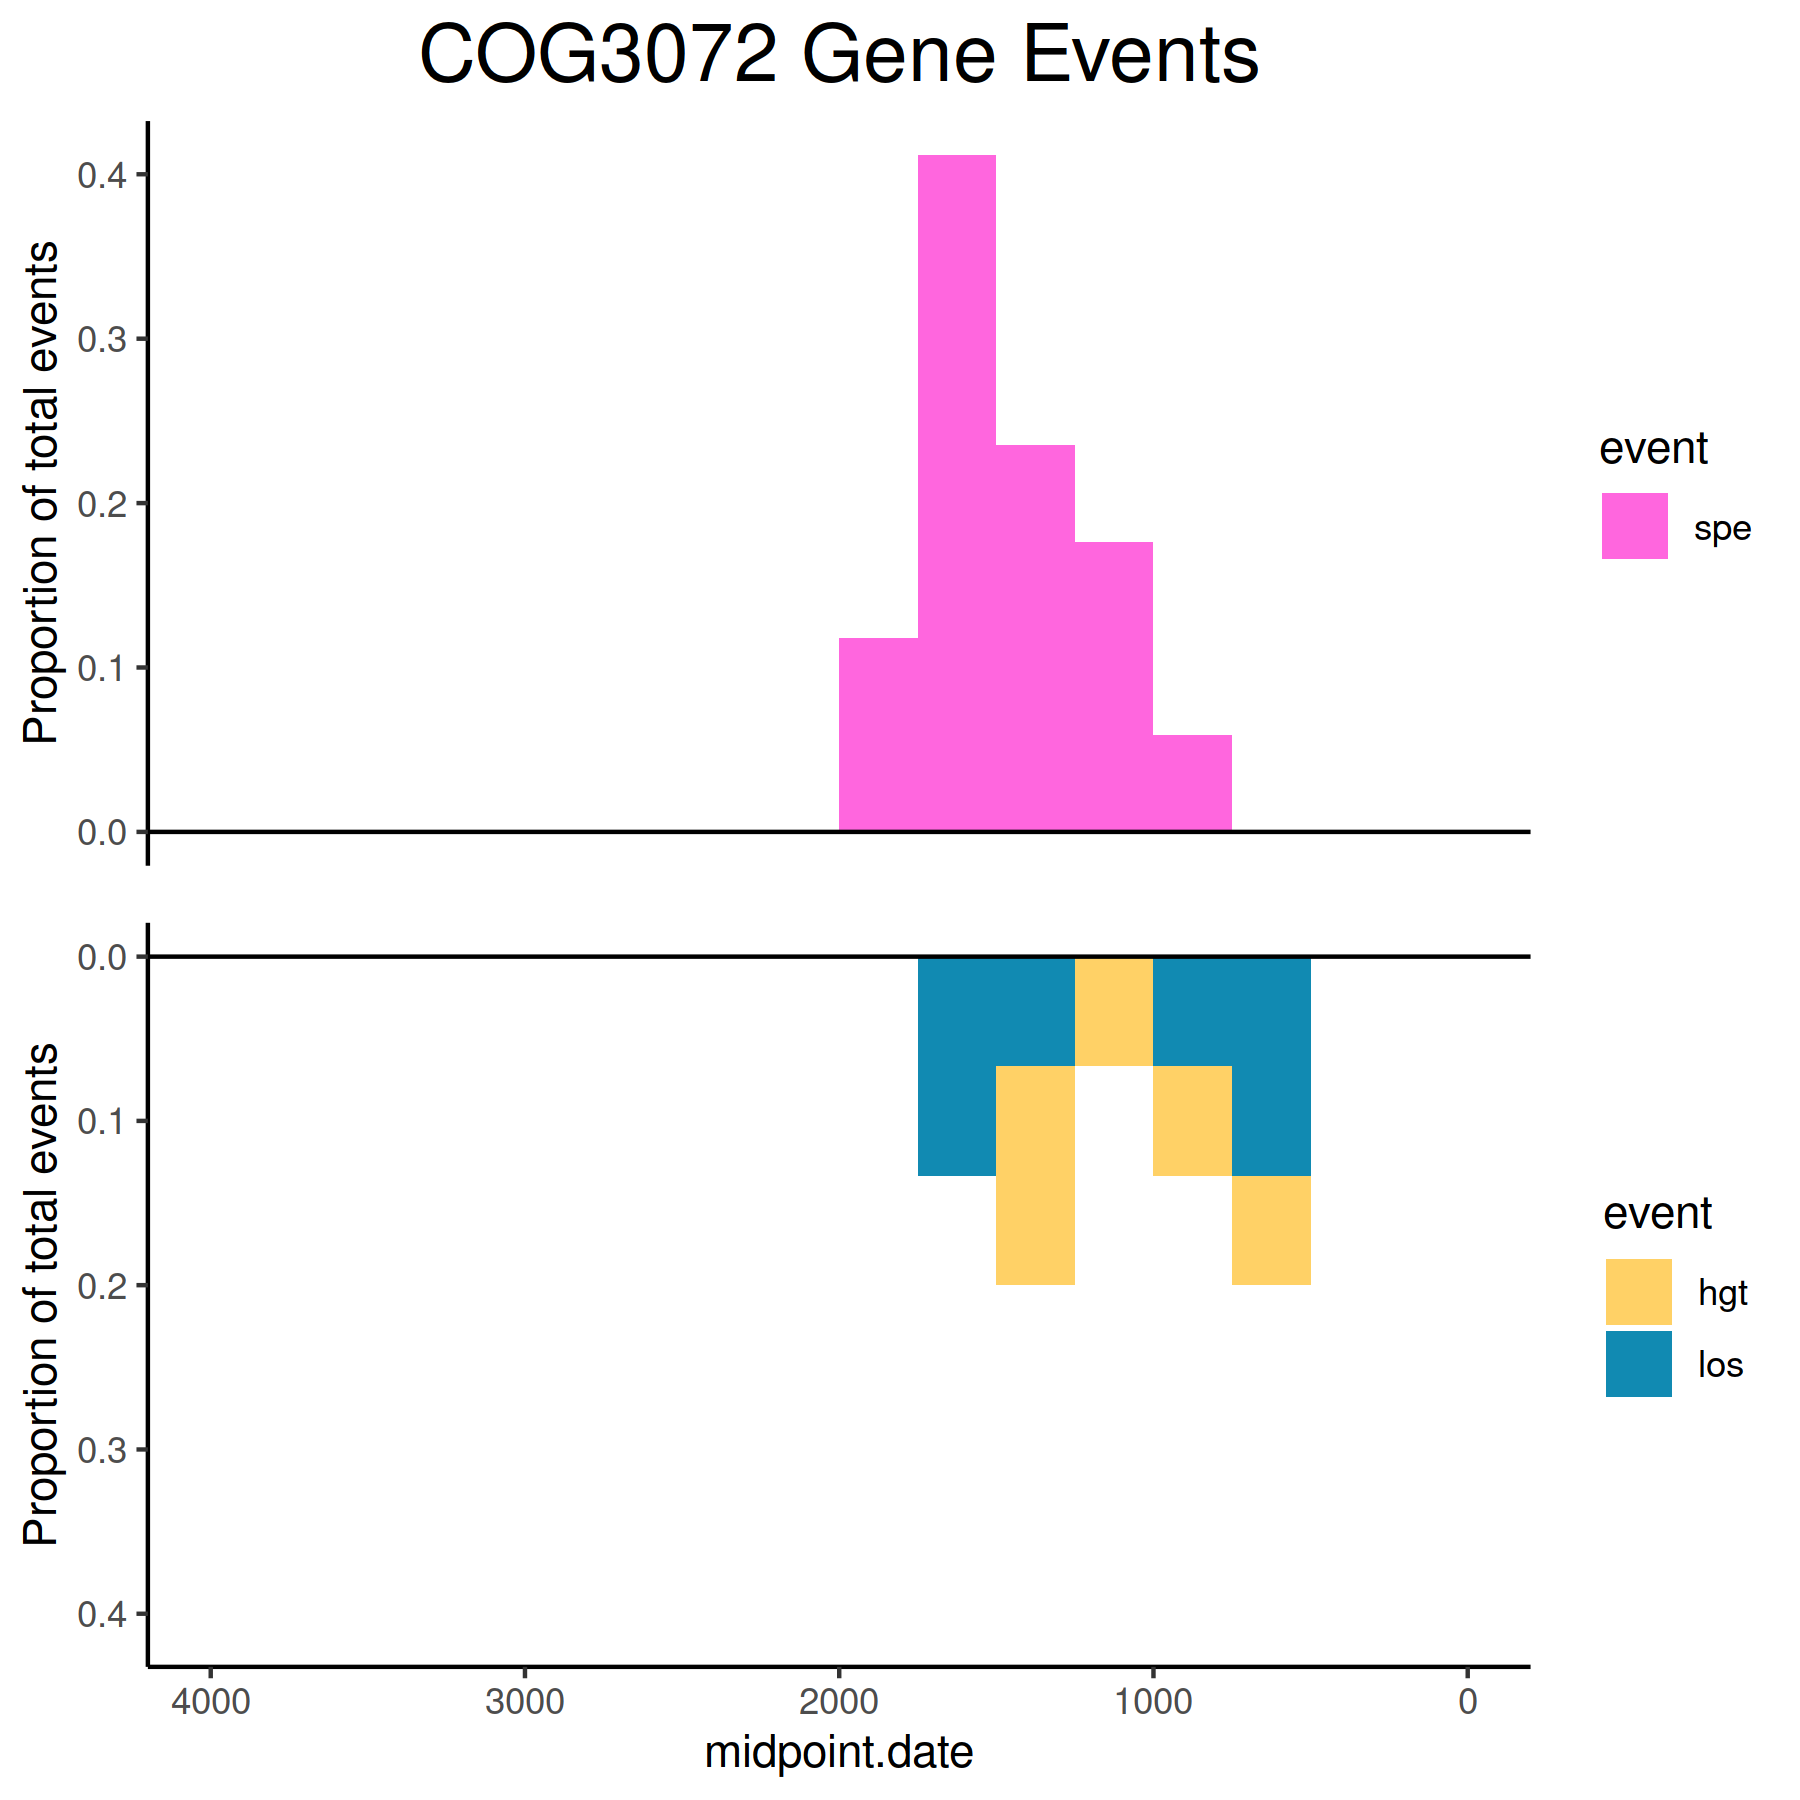 COG3072 Gene Events
Proportion of total events
0.4
0.3
0.2
0.1
0.0
event
spe
Proportion of total events
0.0
0.1
0.2
0.3
0.4
event
hgt
los
4000 3000 2000 1000 0
midpoint.date